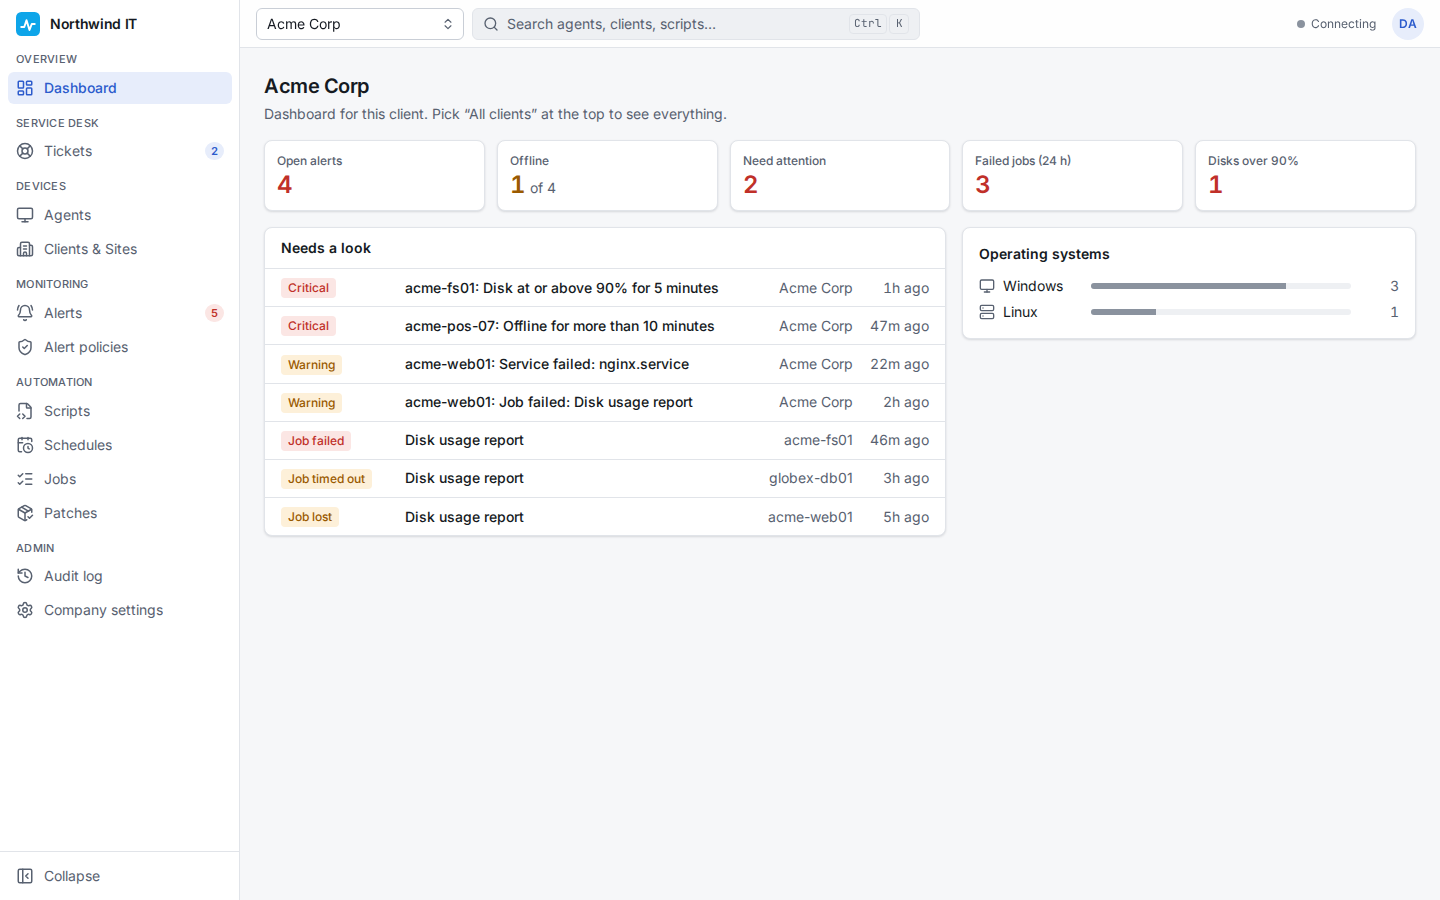 Northwind IT
Acme Corp
Search agents, clients, scripts...
Ctrl K
Connecting
DA
OVERVIEW
Dashboard
SERVICE DESK
Tickets 2
DEVICES
Agents
Clients & Sites
MONITORING
Alerts 5
Alert policies
AUTOMATION
Scripts
Schedules
Jobs
Patches
ADMIN
Audit log
Company settings
Collapse
Acme Corp
Dashboard for this client. Pick “All clients” at the top to see everything.
Open alerts
4
Offline
1 of 4
Need attention
2
Failed jobs (24 h)
3
Disks over 90%
1
Needs a look
Critical acme-fs01: Disk at or above 90% for 5 minutes Acme Corp 1h ago
Critical acme-pos-07: Offline for more than 10 minutes Acme Corp 47m ago
Warning acme-web01: Service failed: nginx.service Acme Corp 22m ago
Warning acme-web01: Job failed: Disk usage report Acme Corp 2h ago
Job failed Disk usage report acme-fs01 46m ago
Job timed out Disk usage report globex-db01 3h ago
Job lost Disk usage report acme-web01 5h ago
Operating systems
Windows 3
Linux 1